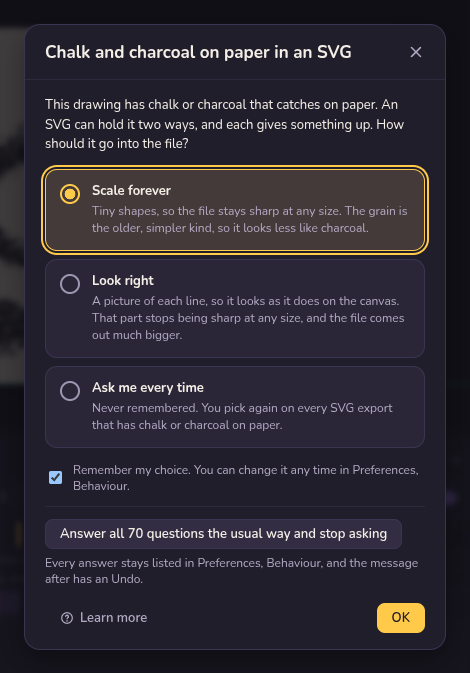 Chalk and charcoal on paper in an SVG
This drawing has chalk or charcoal that catches on paper. An
SVG can hold it two ways, and each gives something up. How
should it go into the file?
Scale forever
Tiny shapes, so the file stays sharp at any size. The grain is
the older, simpler kind, so it looks less like charcoal.
Look right
A picture of each line, so it looks as it does on the canvas.
That part stops being sharp at any size, and the file comes
out much bigger.
Ask me every time
Never remembered. You pick again on every SVG export
that has chalk or charcoal on paper.
Remember my choice. You can change it any time in Preferences,
Behaviour.
Answer all 70 questions the usual way and stop asking
Every answer stays listed in Preferences, Behaviour, and the message
after has an Undo.
Learn more
OK